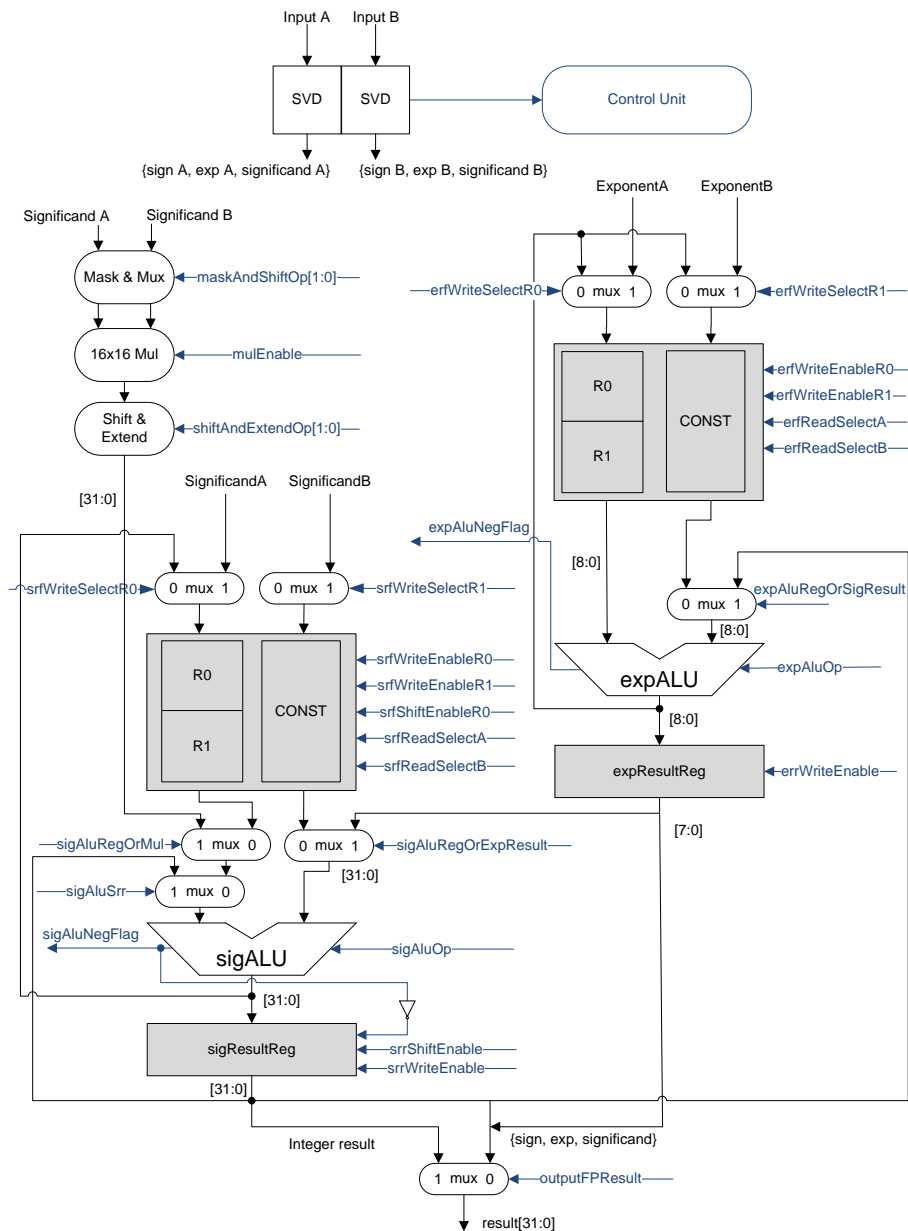 Input A
Input B
SVD
SVD
Control Unit
{sign A, exp A, significand A}
{sign B, exp B, significand B}
ExponentA
ExponentB
Significand A
Significand B
Mask & Mux
maskAndShiftOp[1:0]
erfWriteSelectR0
0 mux 1
0 mux 1
erfWriteSelectR1
16x16 Mul
mulEnable
R0
R1
CONST
erfWriteEnableR0
erfWriteEnableR1
erfReadSelectA
erfReadSelectB
Shift &
Extend
shiftAndExtendOp[1:0]
[31:0]
SignificandA
SignificandB
expAluNegFlag
[8:0]
srfWriteSelectR0
0 mux 1
0 mux 1
srfWriteSelectR1
0 mux 1
expAluRegOrSigResult
[8:0]
R0
R1
CONST
srfWriteEnableR0
srfWriteEnableR1
srfShiftEnableR0
srfReadSelectA
srfReadSelectB
expALU
expAluOp
[8:0]
expResultReg
errWriteEnable
[7:0]
sigAluRegOrMul
1 mux 0
0 mux 1
sigAluRegOrExpResult
[31:0]
sigAluSrr
1 mux 0
sigAluNegFlag
sigALU
sigAluOp
[31:0]
sigResultReg
srrShiftEnable
srrWriteEnable
[31:0]
Integer result
{sign, exp, significand}
1 mux 0
outputFPResult
result[31:0]